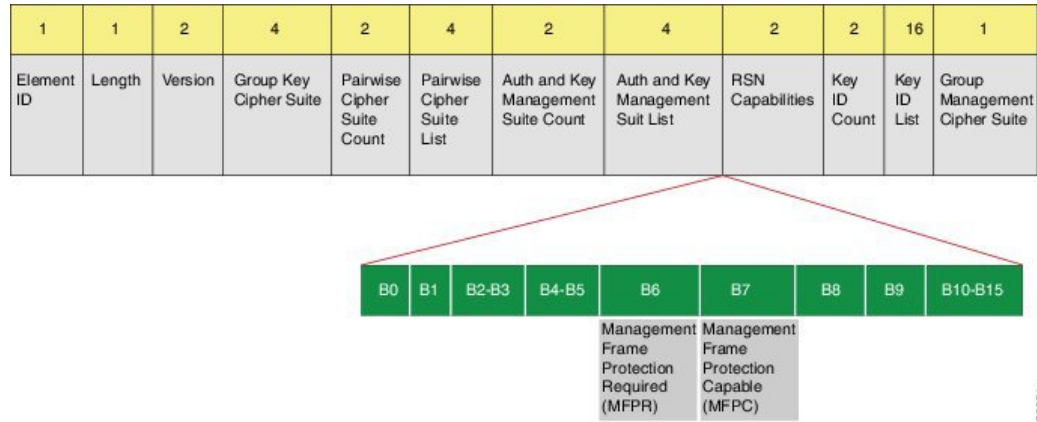 1 1 2 4 2 4 2 4 2 2 16 1
Element
ID
Length
Version
Group Key
Cipher Suite
Pairwise
Cipher
Suite
Count
Pairwise
Cipher
Suite
List
Auth and Key
Management
Suite Count
Auth and Key
Management
Suit List
RSN
Capabilities
Key
ID
Count
Key
ID
List
Group
Management
Cipher Suite
B0 B1 B2-B3 B4-B5 B6 B7 B8 B9 B10-B15
Management
Frame
Protection
Required
(MFPR)
Management
Frame
Protection
Capable
(MFPC)